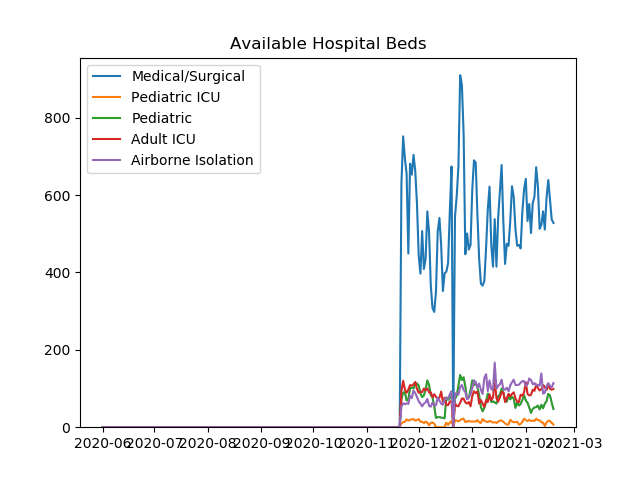 Available Hospital Beds
Medical/Surgical
Pediatric ICU
Pediatric
Adult ICU
Airborne Isolation
800
600
400
200
0
2020-06 2020-07 2020-08 2020-09 2020-10 2020-11 2020-12 2021-01 2021-02 2021-03